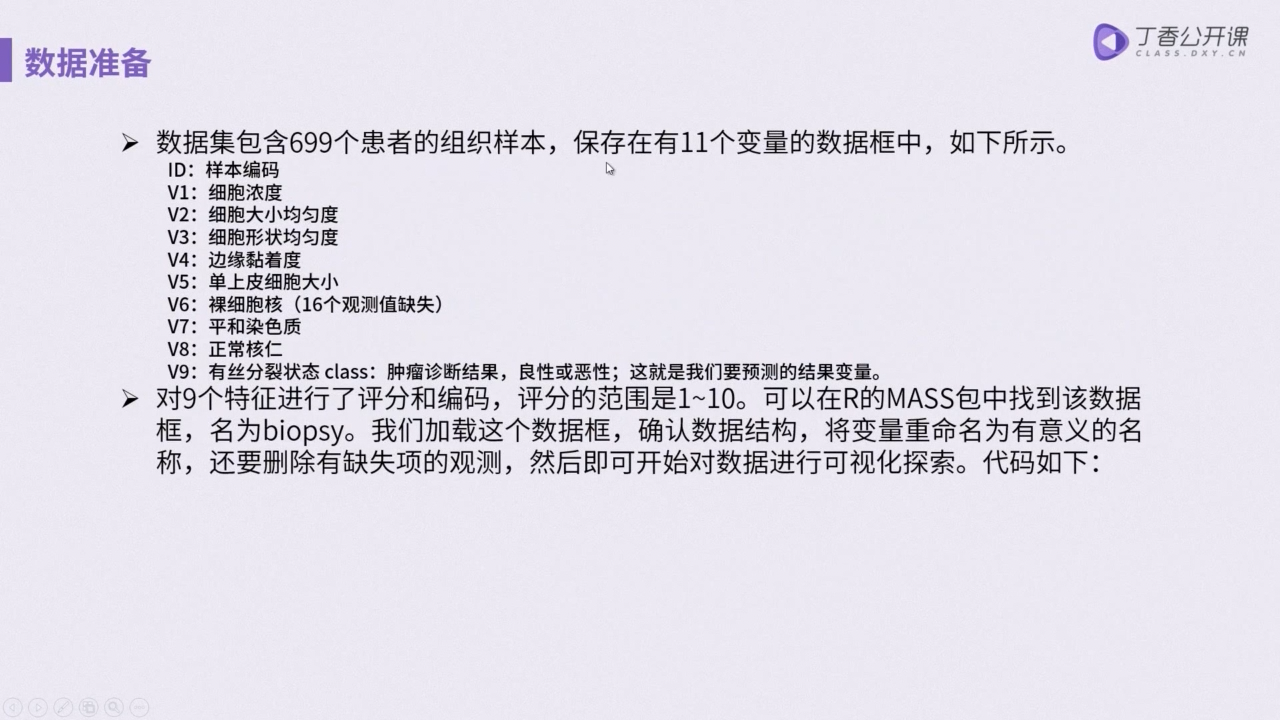 数据准备
丁香公开课
CLASS.DXY.CN
数据集包含699个患者的组织样本，保存在有11个变量的数据框中，如下所示。
ID：样本编码
V1：细胞浓度
V2：细胞大小均匀度
V3：细胞形状均匀度
V4：边缘黏着度
V5：单上皮细胞大小
V6：裸细胞核（16个观测值缺失）
V7：平和染色质
V8：正常核仁
V9：有丝分裂状态 class：肿瘤诊断结果，良性或恶性；这就是我们要预测的结果变量。
对9个特征进行了评分和编码，评分的范围是1~10。可以在R的MASS包中找到该数据
框，名为biopsy。我们加载这个数据框，确认数据结构，将变量重命名为有意义的名
称，还要删除有缺失项的观测，然后即可开始对数据进行可视化探索。代码如下：